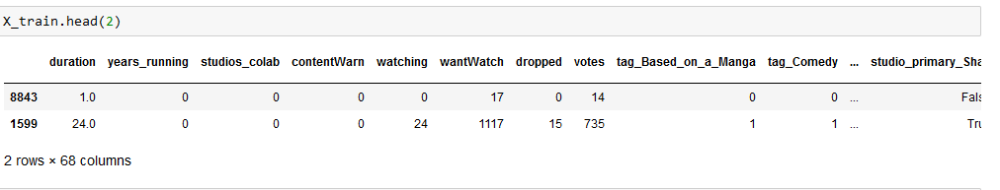 X_train.head(2)
duration years_running studios_colab contentWarn watching wantWatch dropped votes tag_Based_on_a_Manga tag_Comedy ... studio_primary_Sha
8843 1.0 0 0 0 0 17 0 14 0 0 ... Fals
1599 24.0 0 0 0 24 1117 15 735 1 1 ... Tru
2 rows × 68 columns